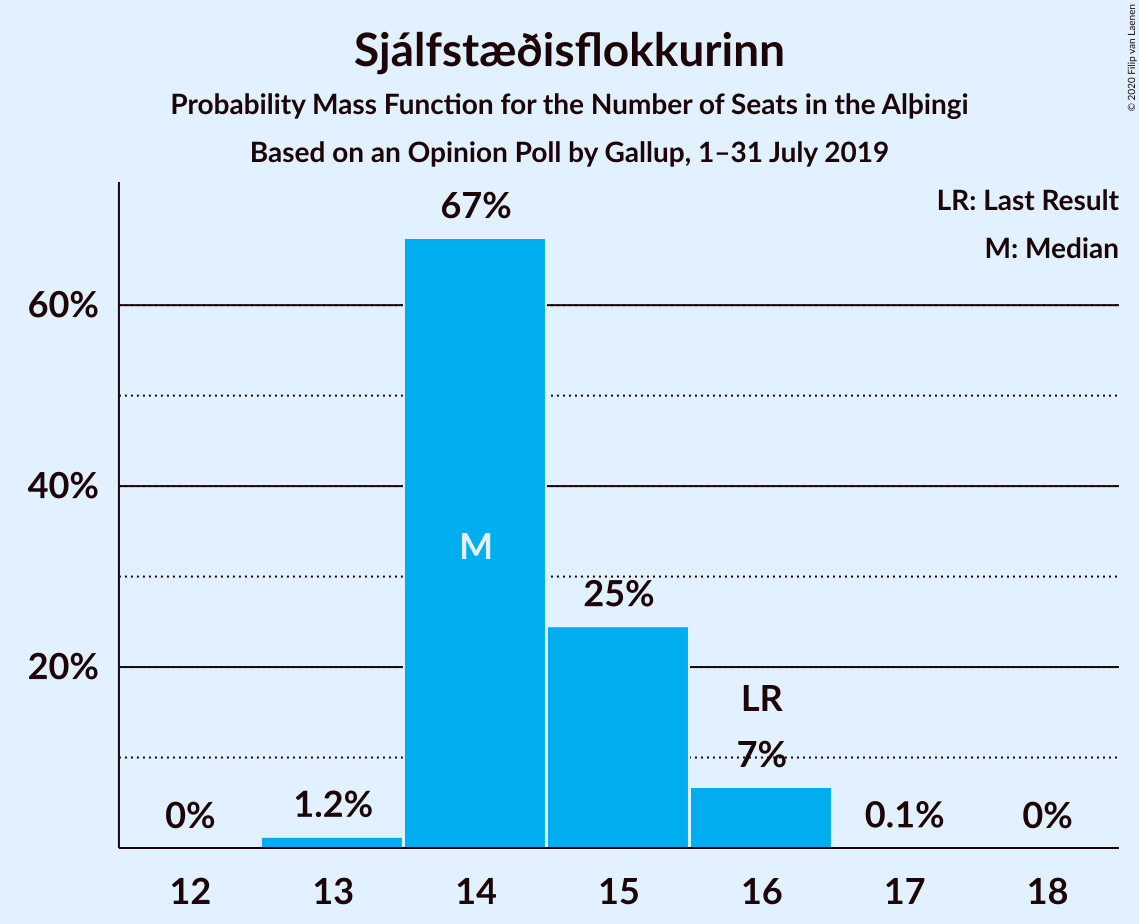 Sjálfstæðisflokkurinn
Probability Mass Function for the Number of Seats in the Alþingi
Based on an Opinion Poll by Gallup, 1–31 July 2019
© 2020 Filip van Laenen
LR: Last Result
M: Median
67%
60%
40%
M
25%
20%
LR
7%
1.2%
0%
0.1%
0%
12 13 14 15 16 17 18